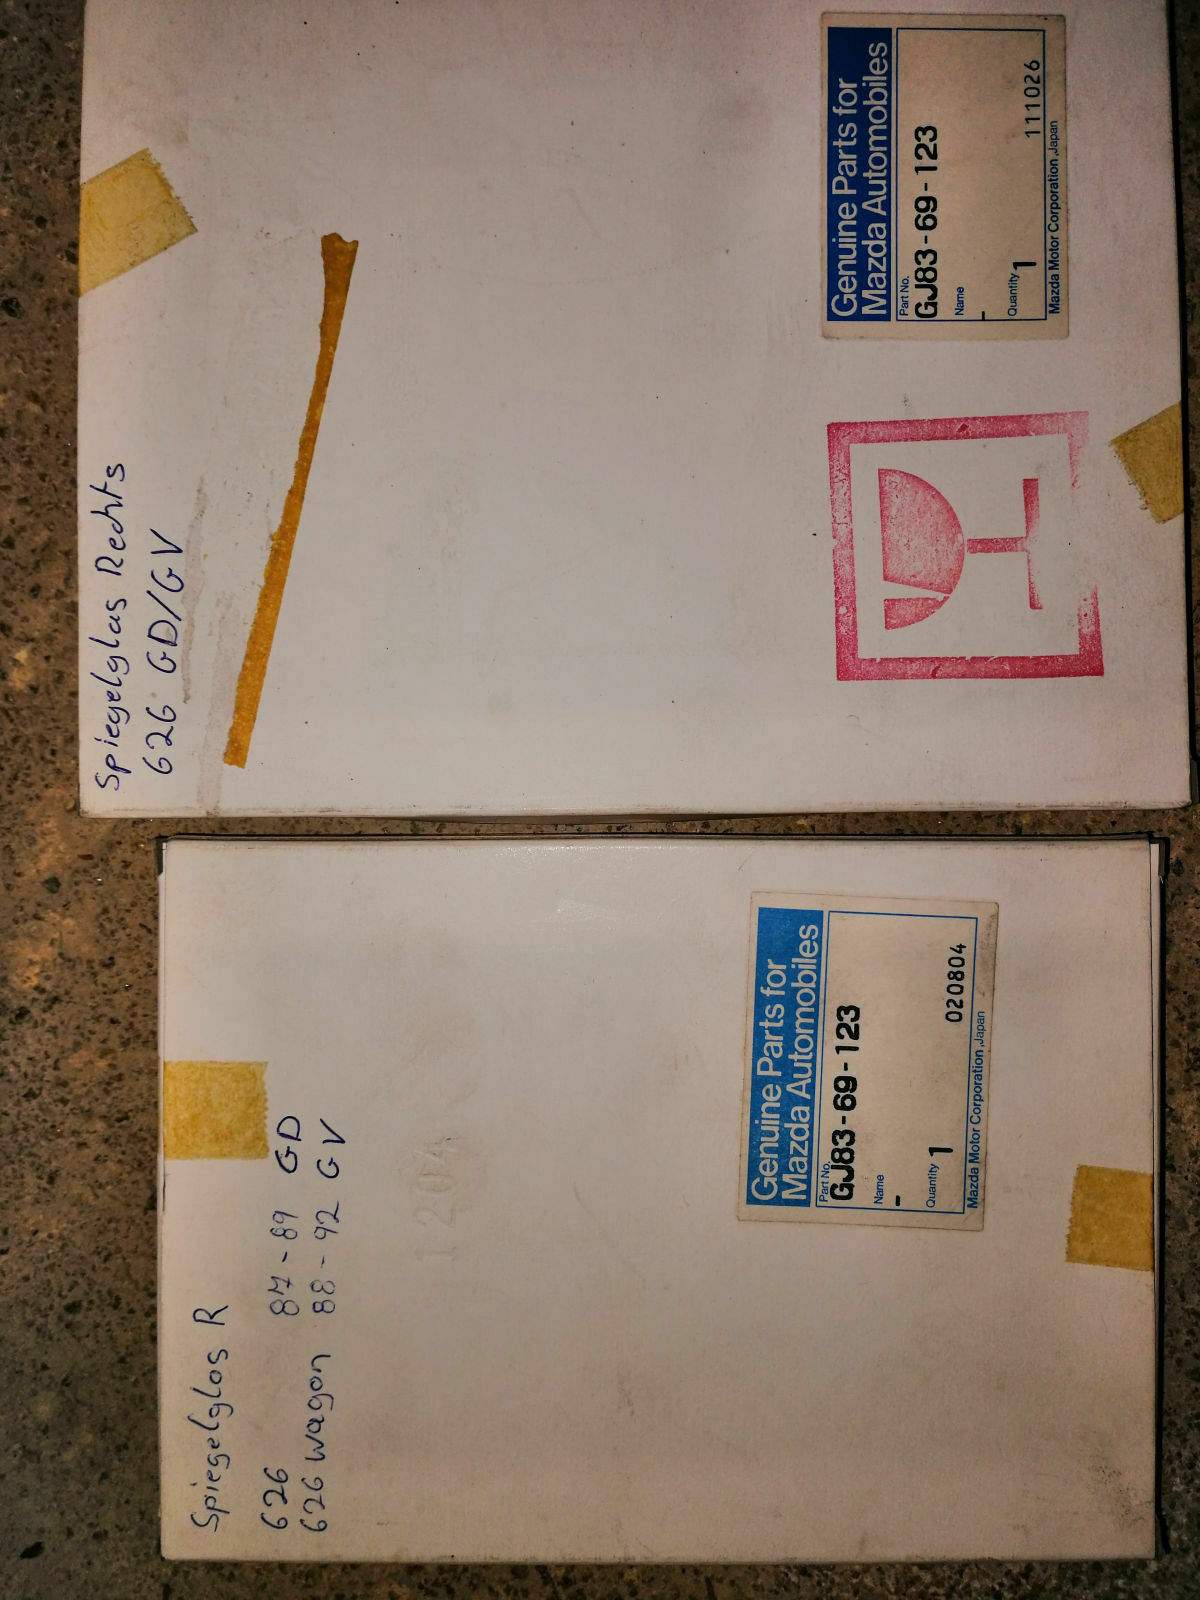 Spiegelglas Rechts
626 GD/GV
Genuine Parts for
Mazda Automobiles
Part No.
GJ83-69-123
Name
-
Quantity 1
111026
Mazda Motor Corporation, Japan
Spiegelglas R
626 87-89 GD
626 Wagon 88-92 GV
1204
Genuine Parts for
Mazda Automobiles
Part No.
GJ83-69-123
Name
-
Quantity 1
020804
Mazda Motor Corporation, Japan